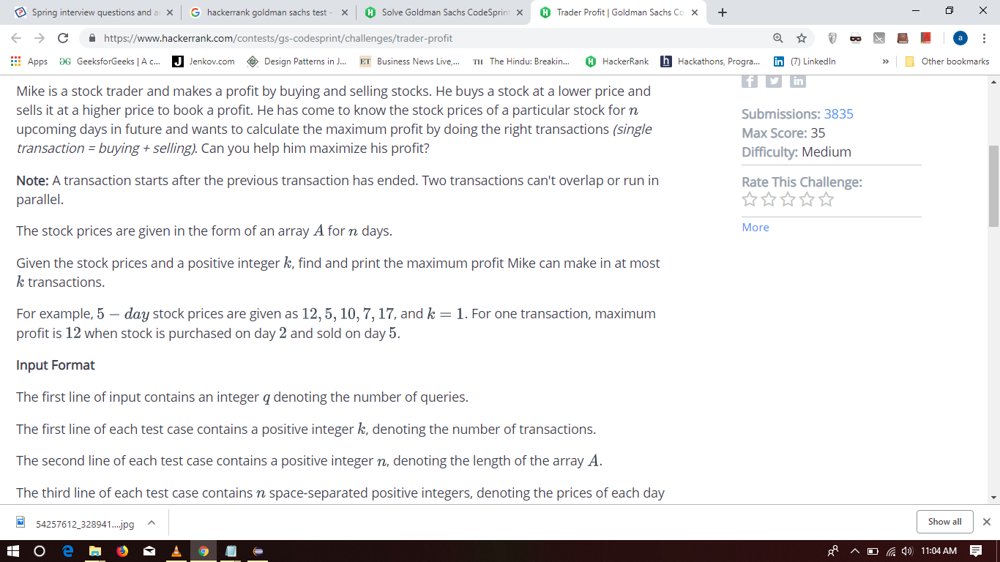 Spring interview questions and a
hackerrank goldman sachs test -
Solve Goldman Sachs CodeSprin
Trader Profit | Goldman Sachs Co
https://www.hackerrank.com/contests/gs-codesprint/challenges/trader-profit
a
Apps
GeeksforGeeks | A c...
Jenkov.com
Design Patterns in J...
ET Business News Live,...
TH The Hindu: Breakin...
HackerRank
h Hackathons, Progra...
in (7) LinkedIn
»
Other bookmarks
Mike is a stock trader and makes a profit by buying and selling stocks. He buys a stock at a lower price and
sells it at a higher price to book a profit. He has come to know the stock prices of a particular stock for n
upcoming days in future and wants to calculate the maximum profit by doing the right transactions (single
transaction = buying + selling). Can you help him maximize his profit?
Note: A transaction starts after the previous transaction has ended. Two transactions can't overlap or run in
parallel.
The stock prices are given in the form of an array A for n days.
Given the stock prices and a positive integer k, find and print the maximum profit Mike can make in at most
k transactions.
For example, 5 − day stock prices are given as 12, 5, 10, 7, 17, and k = 1. For one transaction, maximum
profit is 12 when stock is purchased on day 2 and sold on day 5.
Input Format
The first line of input contains an integer q denoting the number of queries.
The first line of each test case contains a positive integer k, denoting the number of transactions.
The second line of each test case contains a positive integer n, denoting the length of the array A.
The third line of each test case contains n space-separated positive integers, denoting the prices of each day
Submissions: 3835
Max Score: 35
Difficulty: Medium
Rate This Challenge:
More
54257612_328941....jpg
Show all
11:04 AM